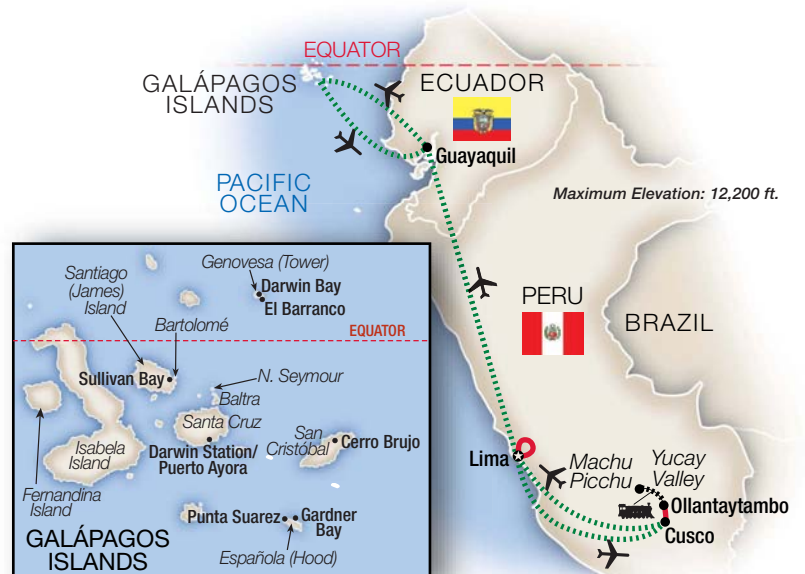 EQUATOR
GALÁPAGOS
ISLANDS
ECUADOR
Guayaquil
PACIFIC
OCEAN
Maximum Elevation: 12,200 ft.
PERU
BRAZIL
Lima
Machu
Picchu
Yucay
Valley
Ollantaytambo
Cusco
Genovesa (Tower)
Darwin Bay
El Barranco
Santiago
(James)
Island
Bartolomé
EQUATOR
Sullivan Bay
N. Seymour
Baltra
Santa Cruz
San
Cristóbal
Cerro Brujo
Isabela
Island
Darwin Station/
Puerto Ayora
Fernandina
Island
Punta Suarez
Gardner
Bay
Española (Hood)
GALÁPAGOS
ISLANDS